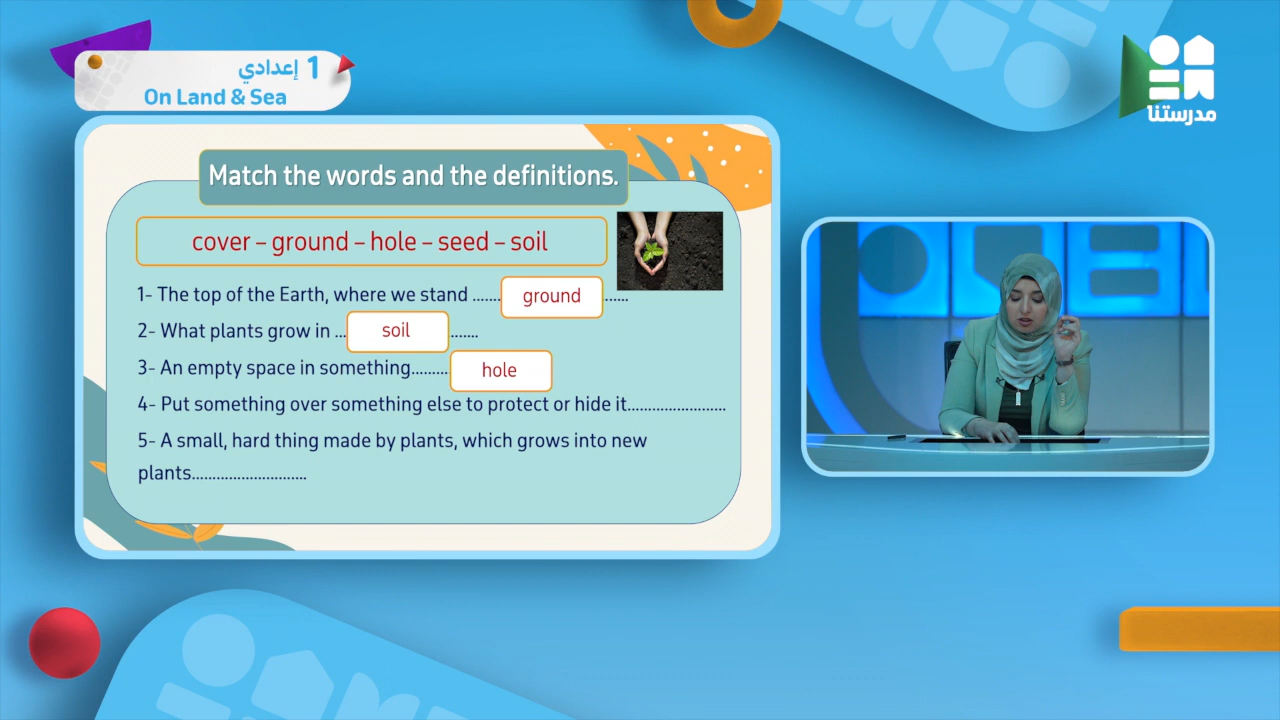 1 إعدادي
On Land & Sea
مدرستنا
Match the words and the definitions.
cover – ground – hole – seed – soil
1- The top of the Earth, where we stand ....... ground ......
2- What plants grow in ... soil .......
3- An empty space in something......... hole
4- Put something over something else to protect or hide it........................
5- A small, hard thing made by plants, which grows into new
plants............................